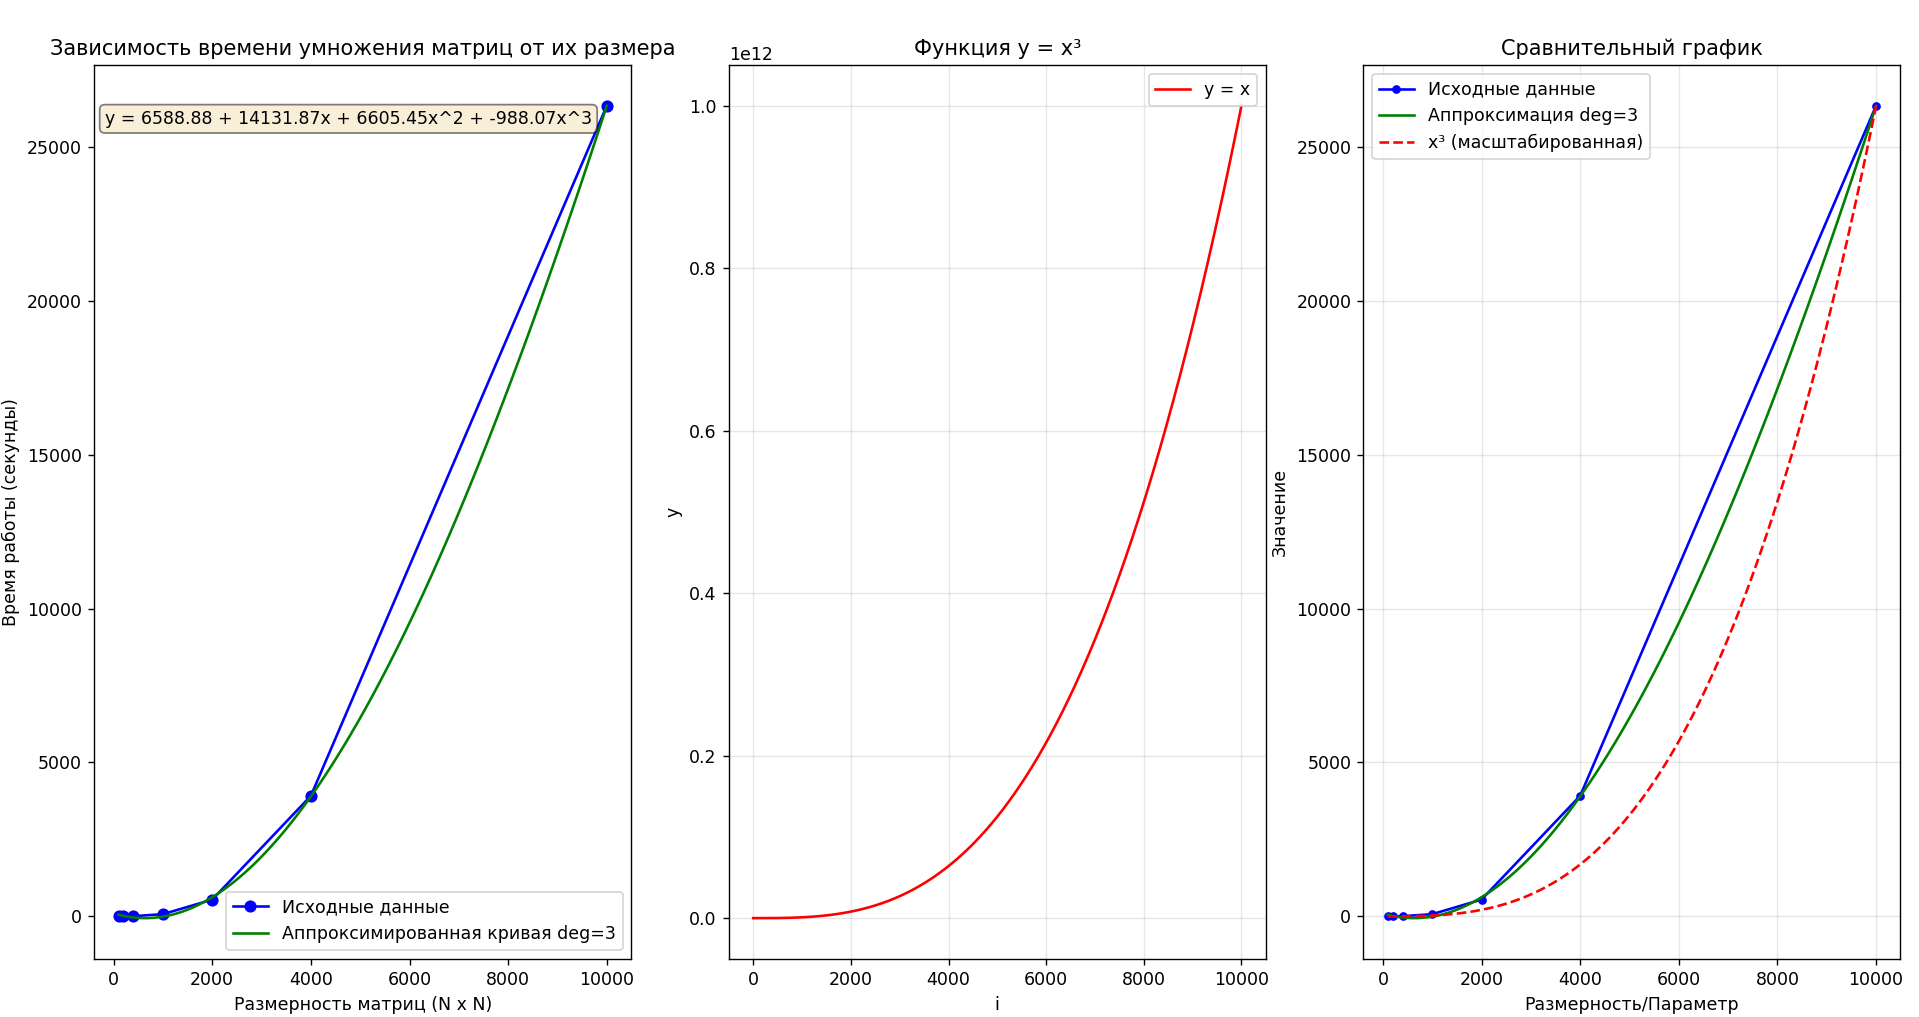 Зависимость времени умножения матриц от их размера
y = 6588.88 + 14131.87x + 6605.45x^2 + -988.07x^3
Время работы (секунды)
25000
20000
15000
10000
5000
0
Исходные данные
Аппроксимированная кривая deg=3
0 2000 4000 6000 8000 10000
Размерность матриц (N x N)
Функция y = x³
1e12
y = x
y
1.0
0.8
0.6
0.4
0.2
0.0
0 2000 4000 6000 8000 10000
i
Сравнительный график
Исходные данные
Аппроксимация deg=3
x³ (масштабированная)
Значение
25000
20000
15000
10000
5000
0
0 2000 4000 6000 8000 10000
Размерность/Параметр